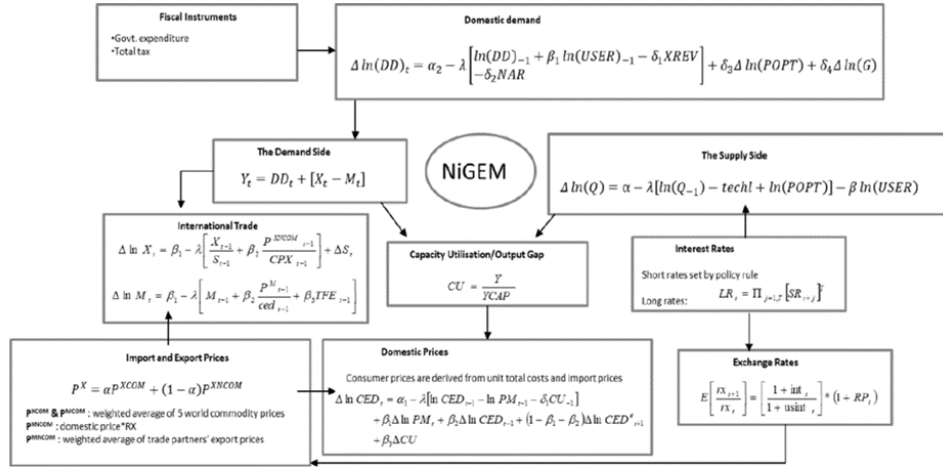 Fiscal Instruments
•Govt. expenditure
•Total tax
Domestic demand
Δ ln(DD)_t = α_2 − λ [ln(DD)_{-1} + β_1 ln(USER)_{-1} − δ_1 XREV
−δ_2 NAR] + δ_3 Δ ln(POPT) + δ_4 Δ ln(G)
The Demand Side
Y_t = DD_t + [X_t − M_t]
NiGEM
The Supply Side
Δ ln(Q) = α − λ[ln(Q_{-1}) − techl + ln(POPT)] − β ln(USER)
International Trade
Δ ln X_t = β_1 − λ [X_{t-1}/S_{t-1} + β_2 P^{XNCOM}_{t-1}/CPX_{t-1}] + ΔS_t
Δ ln M_t = β_1 − λ [M_{t-1} + β_2 P^M_{t-1}/ced_{t-1} + β_3 TFE_{t-1}]
Capacity Utilisation/Output Gap
CU = Y/YCAP
Interest Rates
Short rates set by policy rule
Long rates: LR_t = Π_{j=1,T} [SR_{t+j}]
Import and Export Prices
P^X = αP^{XCOM} + (1 − α)P^{XNCOM}
P^{XCOM} & P^{MCOM} : weighted average of 5 world commodity prices
P^{XNCOM} : domestic price*RX
P^{MNCOM} : weighted average of trade partners' export prices
Domestic Prices
Consumer prices are derived from unit total costs and import prices
Δ ln CED_t = α_1 − λ[ln CED_{t-1} − ln PM_{t-1} − δ_1 CU_{-1}]
+ β_1 Δ ln PM_t + β_2 Δ ln CED_{t-1} + (1 − β_1 − β_2)Δ ln CED^e_{t+1}
+ β_3 ΔCU
Exchange Rates
E[rx_{t+1}/rx_t] = [1 + int_t/1 + usint_t] * (1 + RP_t)